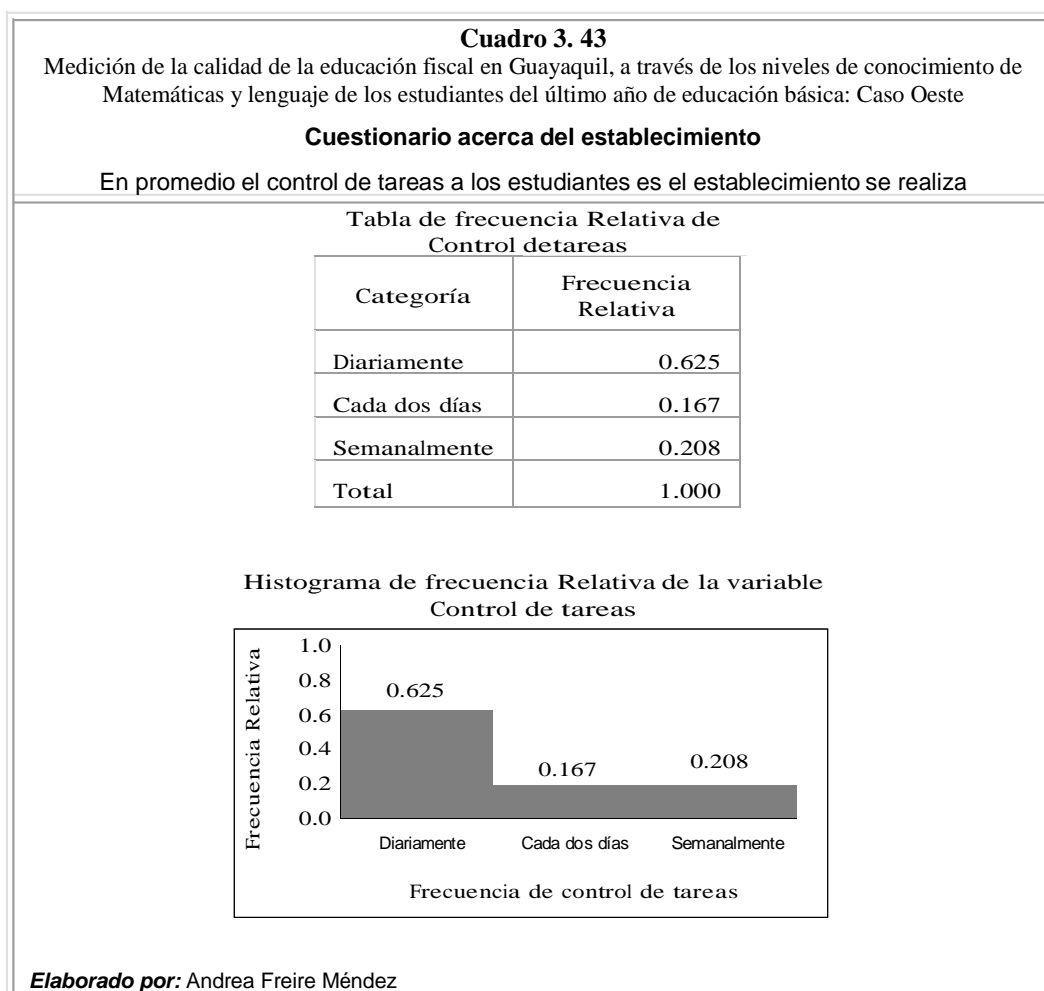 Cuadro 3. 43
Medición de la calidad de la educación fiscal en Guayaquil, a través de los niveles de conocimiento de
Matemáticas y lenguaje de los estudiantes del último año de educación básica: Caso Oeste
Cuestionario acerca del establecimiento
En promedio el control de tareas a los estudiantes es el establecimiento se realiza
Tabla de frecuencia Relativa de
Control detareas
Categoría
Frecuencia
Relativa
Diariamente 0.625
Cada dos días 0.167
Semanalmente 0.208
Total 1.000
Histograma de frecuencia Relativa de la variable
Control de tareas
Frecuencia Relativa
1.0
0.8
0.6
0.4
0.2
0.0
0.625
0.167
0.208
Diariamente Cada dos días Semanalmente
Frecuencia de control de tareas
Elaborado por: Andrea Freire Méndez